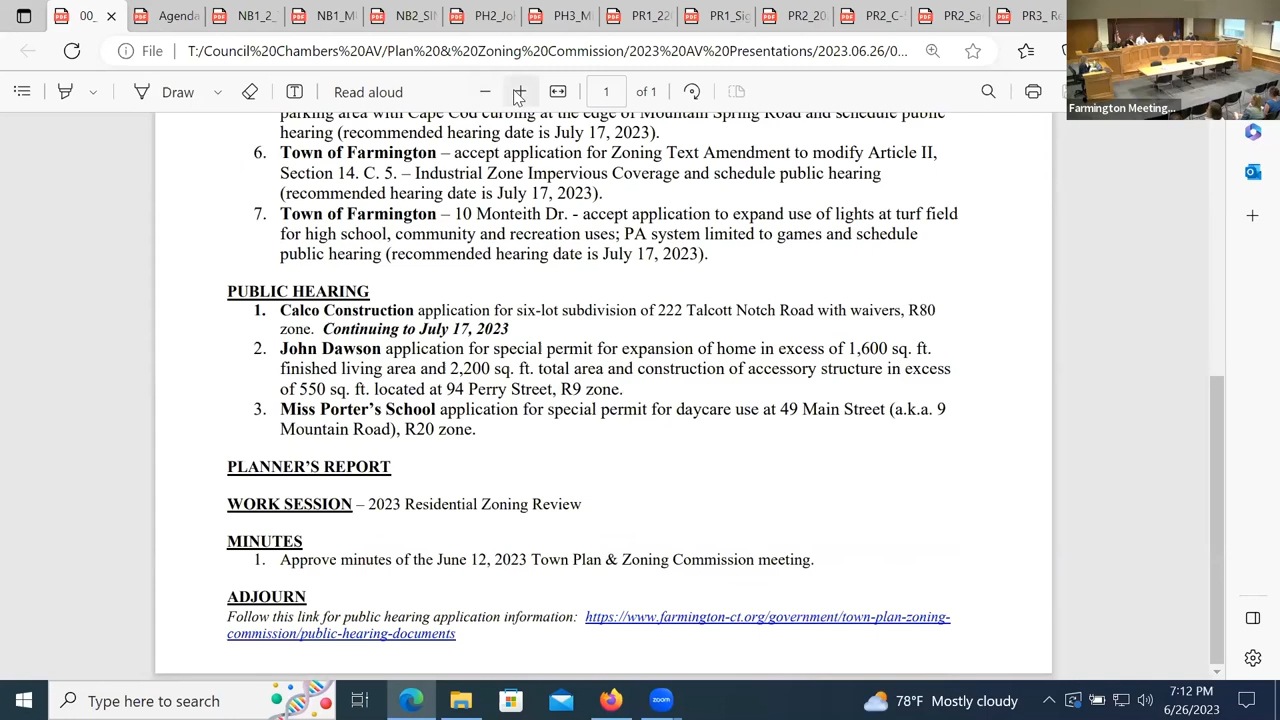 00_
Agenda
NB1_2
NB1_M
NB2_SI
PH2_Jo
PH3_M
PR1_22
PR1_Sig
PR2_20
PR2_C-
PR2_Sa
PR3_ Re
File
T:/Council%20Chambers%20AV/Plan%20&%20Zoning%20Commission/2023%20AV%20Presentations/2023.06.26/0...
Draw
Read aloud
1
of 1
Farmington Meeting...
parking area with Cape Cod curbing at the edge of Mountain Spring Road and schedule public
hearing (recommended hearing date is July 17, 2023).
6. Town of Farmington – accept application for Zoning Text Amendment to modify Article II,
Section 14. C. 5. – Industrial Zone Impervious Coverage and schedule public hearing
(recommended hearing date is July 17, 2023).
7. Town of Farmington – 10 Monteith Dr. - accept application to expand use of lights at turf field
for high school, community and recreation uses; PA system limited to games and schedule
public hearing (recommended hearing date is July 17, 2023).
PUBLIC HEARING
1. Calco Construction application for six-lot subdivision of 222 Talcott Notch Road with waivers, R80
zone. Continuing to July 17, 2023
2. John Dawson application for special permit for expansion of home in excess of 1,600 sq. ft.
finished living area and 2,200 sq. ft. total area and construction of accessory structure in excess
of 550 sq. ft. located at 94 Perry Street, R9 zone.
3. Miss Porter's School application for special permit for daycare use at 49 Main Street (a.k.a. 9
Mountain Road), R20 zone.
PLANNER'S REPORT
WORK SESSION – 2023 Residential Zoning Review
MINUTES
1. Approve minutes of the June 12, 2023 Town Plan & Zoning Commission meeting.
ADJOURN
Follow this link for public hearing application information: https://www.farmington-ct.org/government/town-plan-zoning-
commission/public-hearing-documents
Type here to search
zoom
78°F Mostly cloudy
7:12 PM
6/26/2023